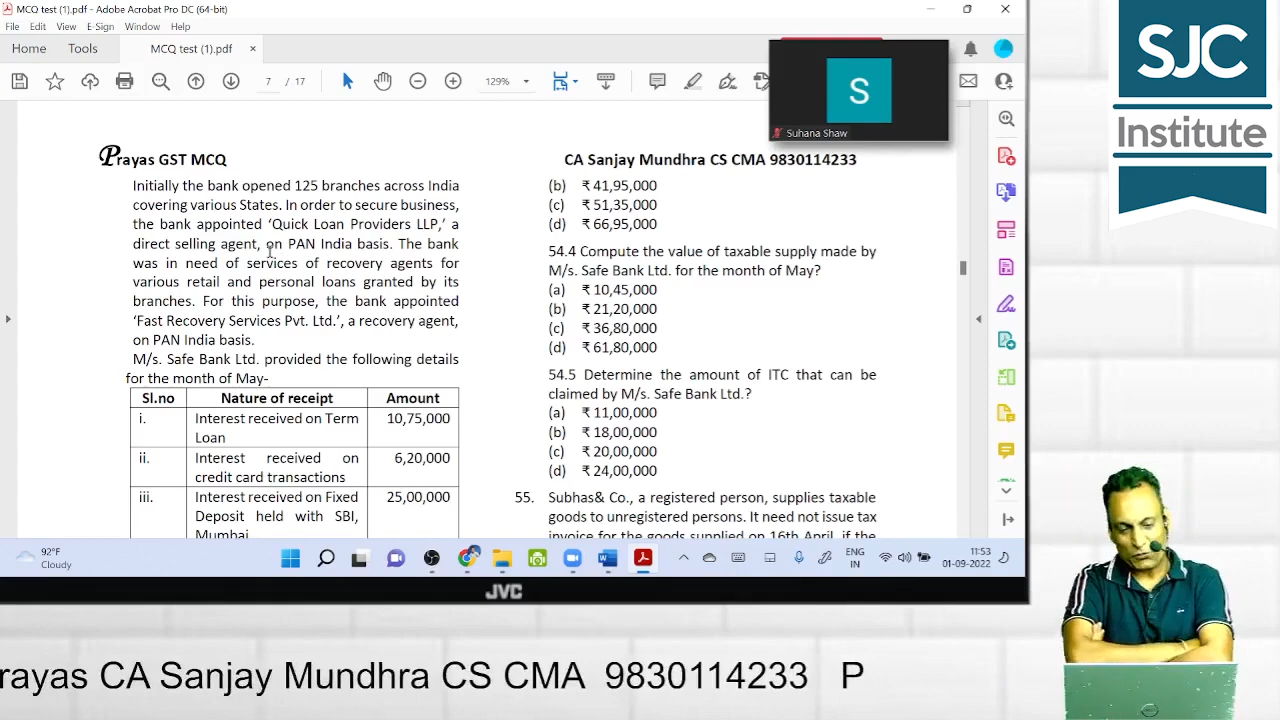 MCQ test (1).pdf - Adobe Acrobat Pro DC (64-bit)
File Edit View E-Sign Window Help
Home Tools MCQ test (1).pdf ×
7 / 17 129%
S
Suhana Shaw
Prayas GST MCQ
CA Sanjay Mundhra CS CMA 9830114233
Initially the bank opened 125 branches across India
covering various States. In order to secure business,
the bank appointed ‘Quick Loan Providers LLP,’ a
direct selling agent, on PAN India basis. The bank
was in need of services of recovery agents for
various retail and personal loans granted by its
branches. For this purpose, the bank appointed
‘Fast Recovery Services Pvt. Ltd.’, a recovery agent,
on PAN India basis.
M/s. Safe Bank Ltd. provided the following details
for the month of May-
Sl.no Nature of receipt Amount
i. Interest received on Term 10,75,000
Loan
ii. Interest received on 6,20,000
credit card transactions
iii. Interest received on Fixed 25,00,000
Deposit held with SBI,
Mumbai
(b) ₹ 41,95,000
(c) ₹ 51,35,000
(d) ₹ 66,95,000
54.4 Compute the value of taxable supply made by
M/s. Safe Bank Ltd. for the month of May?
(a) ₹ 10,45,000
(b) ₹ 21,20,000
(c) ₹ 36,80,000
(d) ₹ 61,80,000
54.5 Determine the amount of ITC that can be
claimed by M/s. Safe Bank Ltd.?
(a) ₹ 11,00,000
(b) ₹ 18,00,000
(c) ₹ 20,00,000
(d) ₹ 24,00,000
55. Subhas& Co., a registered person, supplies taxable
goods to unregistered persons. It need not issue tax
invoice for the goods supplied on 16th April, if the
92°F
Cloudy
ENG
IN
11:53
01-09-2022
JVC
SJC
Institute
rayas CA Sanjay Mundhra CS CMA 9830114233 P